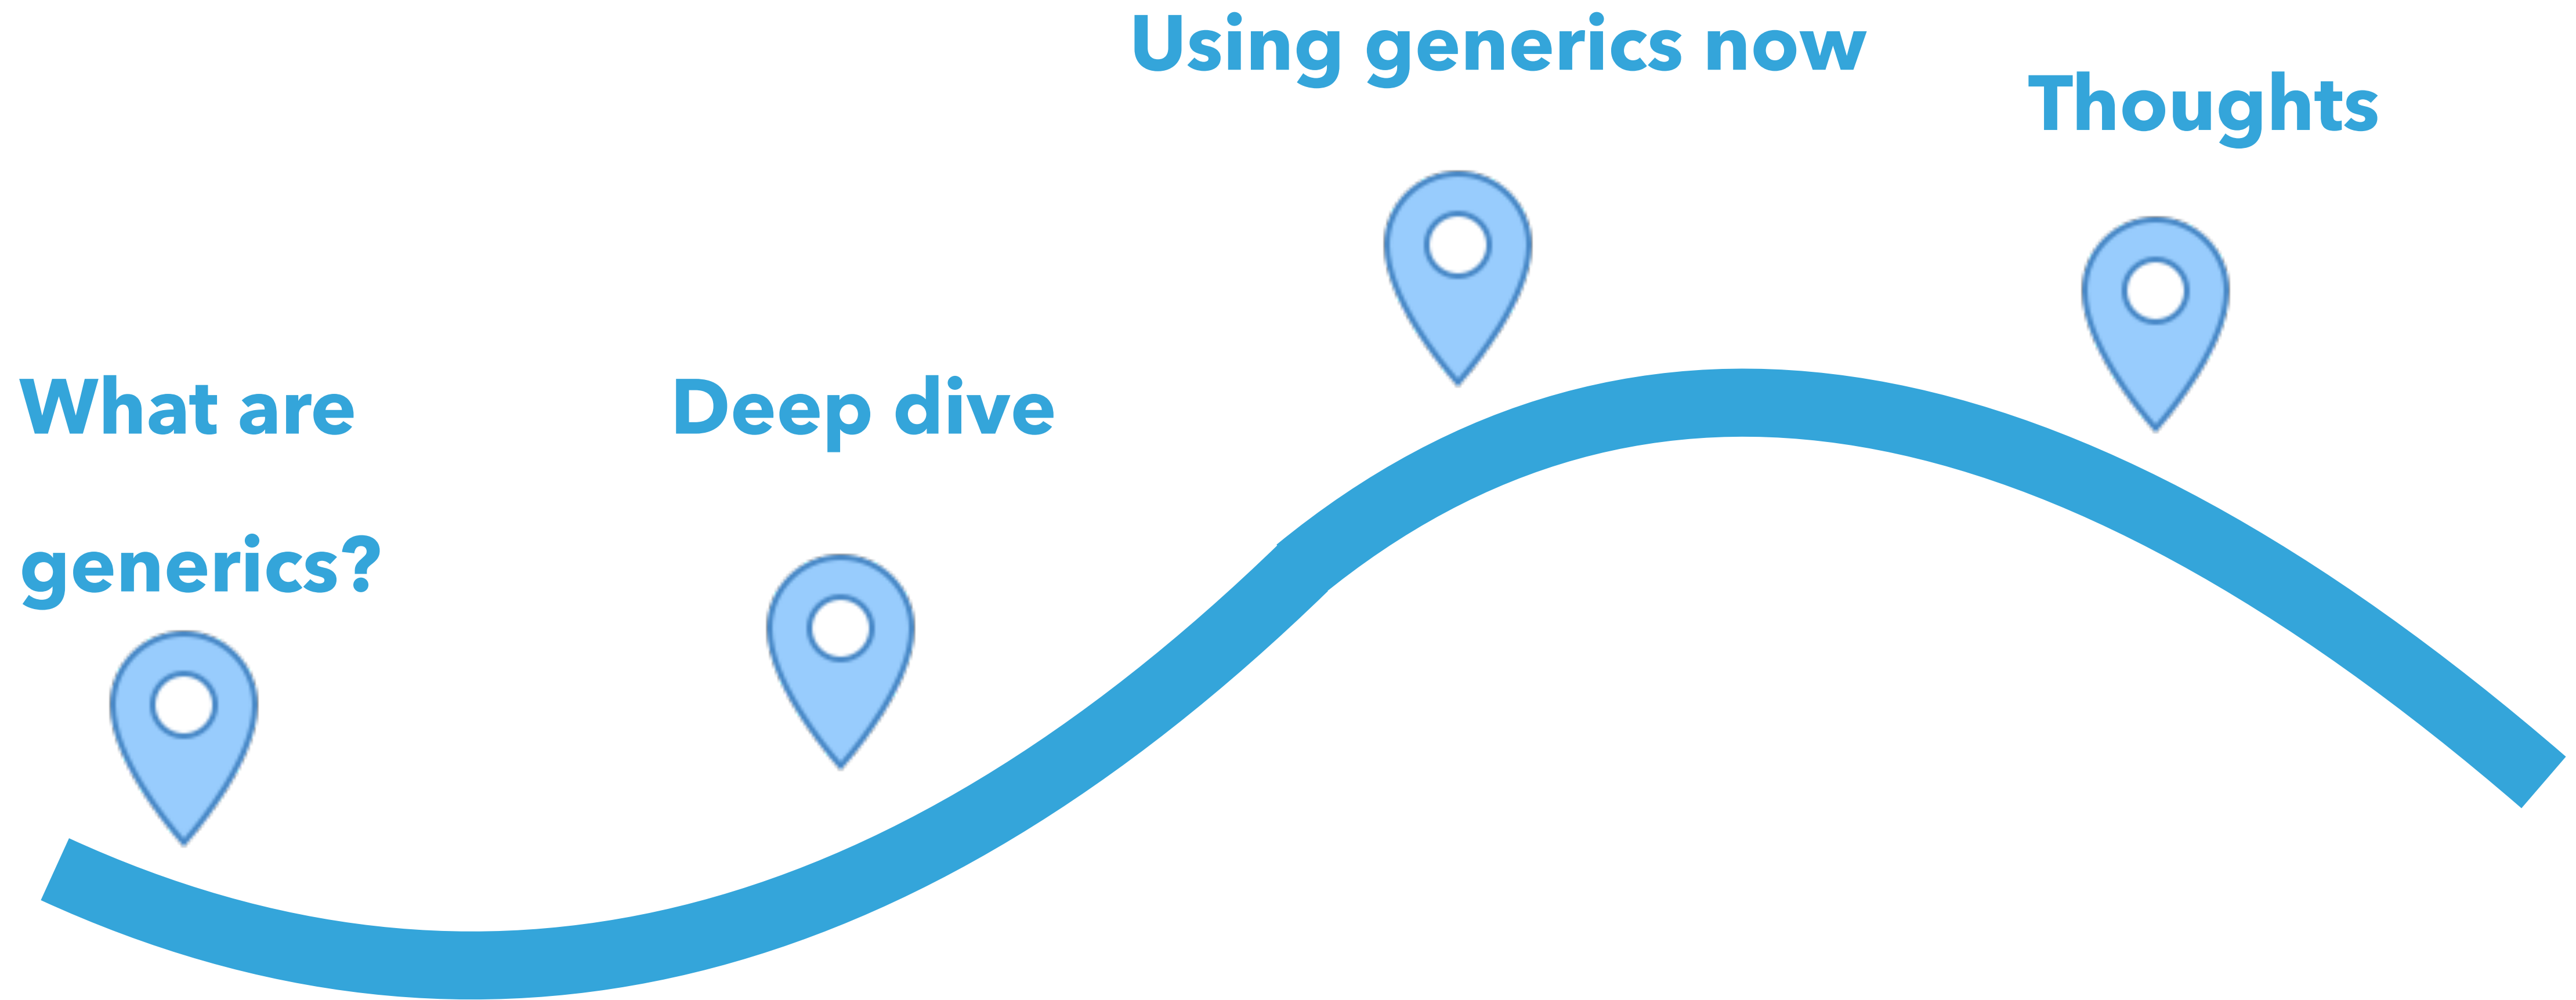 What are
generics?
Deep dive
Using generics now
Thoughts